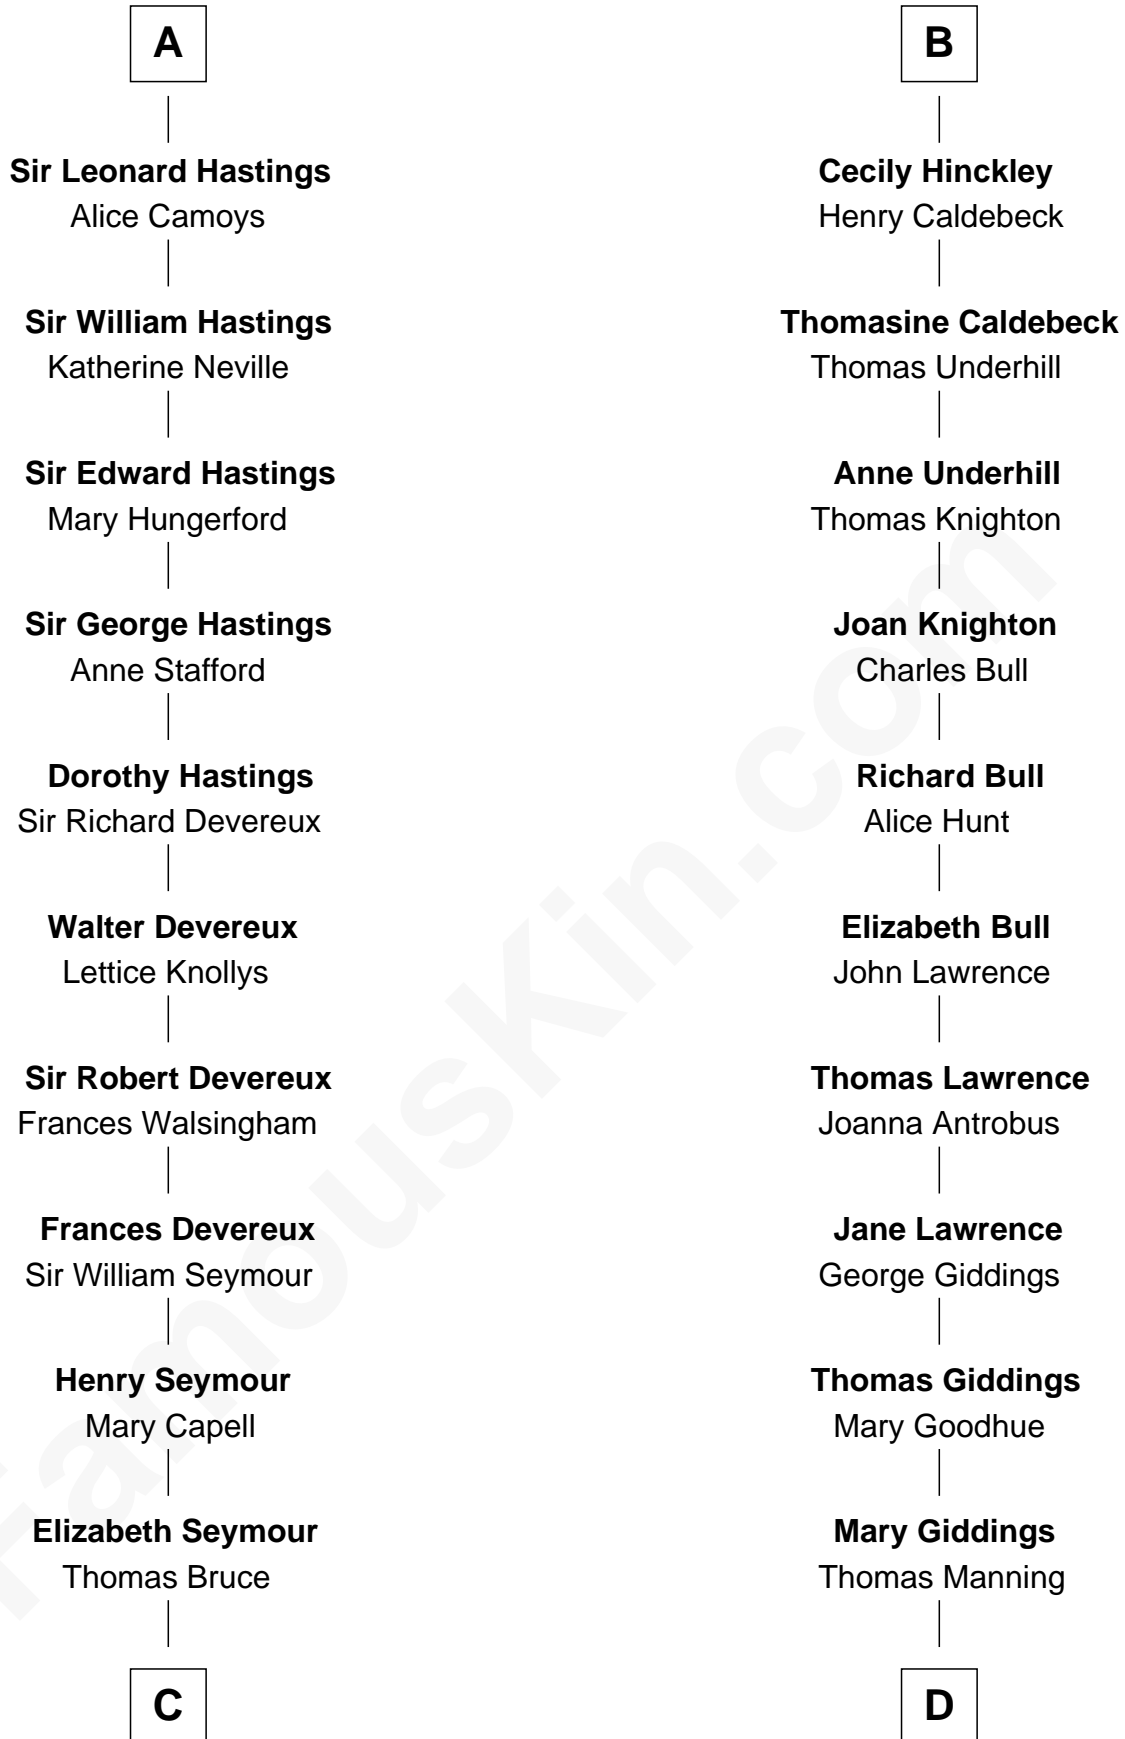 A
Sir Leonard Hastings
Alice Camoys
Sir William Hastings
Katherine Neville
Sir Edward Hastings
Mary Hungerford
Sir George Hastings
Anne Stafford
Dorothy Hastings
Sir Richard Devereux
Walter Devereux
Lettice Knollys
Sir Robert Devereux
Frances Walsingham
Frances Devereux
Sir William Seymour
Henry Seymour
Mary Capell
Elizabeth Seymour
Thomas Bruce
C
B
Cecily Hinckley
Henry Caldebeck
Thomasine Caldebeck
Thomas Underhill
Anne Underhill
Thomas Knighton
Joan Knighton
Charles Bull
Richard Bull
Alice Hunt
Elizabeth Bull
John Lawrence
Thomas Lawrence
Joanna Antrobus
Jane Lawrence
George Giddings
Thomas Giddings
Mary Goodhue
Mary Giddings
Thomas Manning
D
FamousKin.com